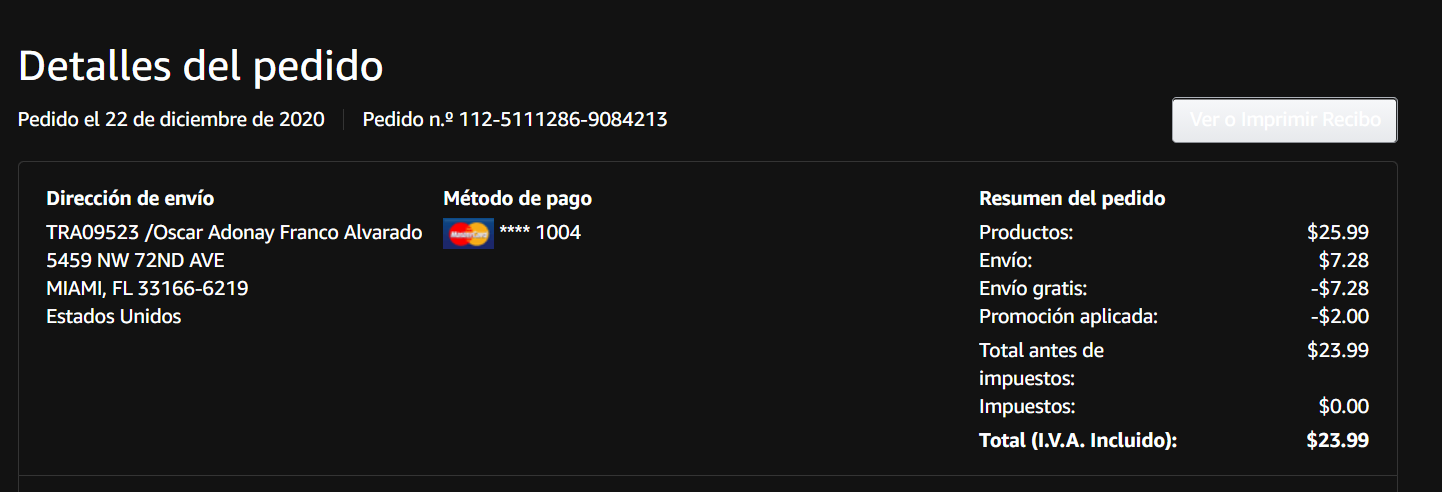 Detalles del pedido
Pedido el 22 de diciembre de 2020 Pedido n.º 112-5111286-9084213
Ver o Imprimir Recibo
Dirección de envío
TRA09523 /Oscar Adonay Franco Alvarado
5459 NW 72ND AVE
MIAMI, FL 33166-6219
Estados Unidos
Método de pago
MasterCard **** 1004
Resumen del pedido
Productos: $25.99
Envío: $7.28
Envío gratis: -$7.28
Promoción aplicada: -$2.00
Total antes de $23.99
impuestos:
Impuestos: $0.00
Total (I.V.A. Incluido): $23.99